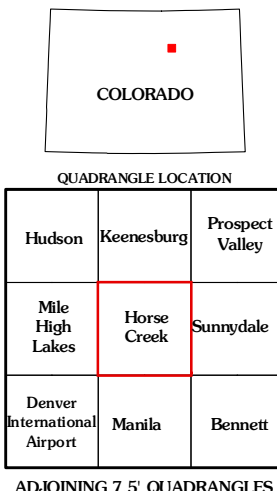 COLORADO
QUADRANGLE LOCATION
Hudson
Keenesburg
Prospect
Valley
Mile
High
Lakes
Horse
Creek
Sunnydale
Denver
International
Airport
Manila
Bennett
ADJOINING 7.5' QUADRANGLES